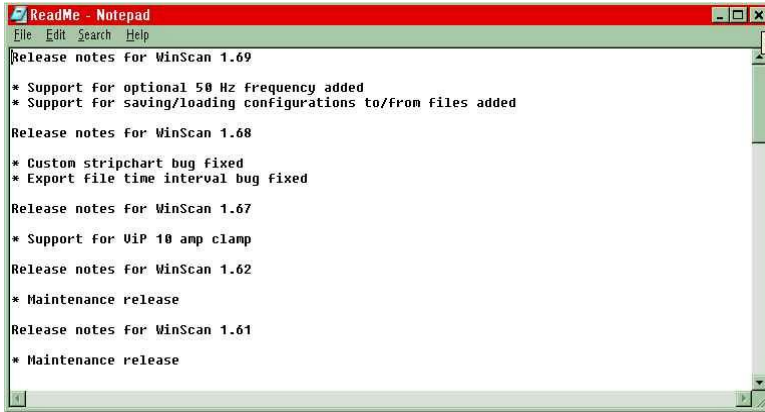 ReadMe - Notepad
File Edit Search Help
Release notes for WinScan 1.69
* Support for optional 50 Hz frequency added
* Support for saving/loading configurations to/from files added
Release notes for WinScan 1.68
* Custom stripchart bug fixed
* Export file time interval bug fixed
Release notes for WinScan 1.67
* Support for ViP 10 amp clamp
Release notes for WinScan 1.62
* Maintenance release
Release notes for WinScan 1.61
* Maintenance release